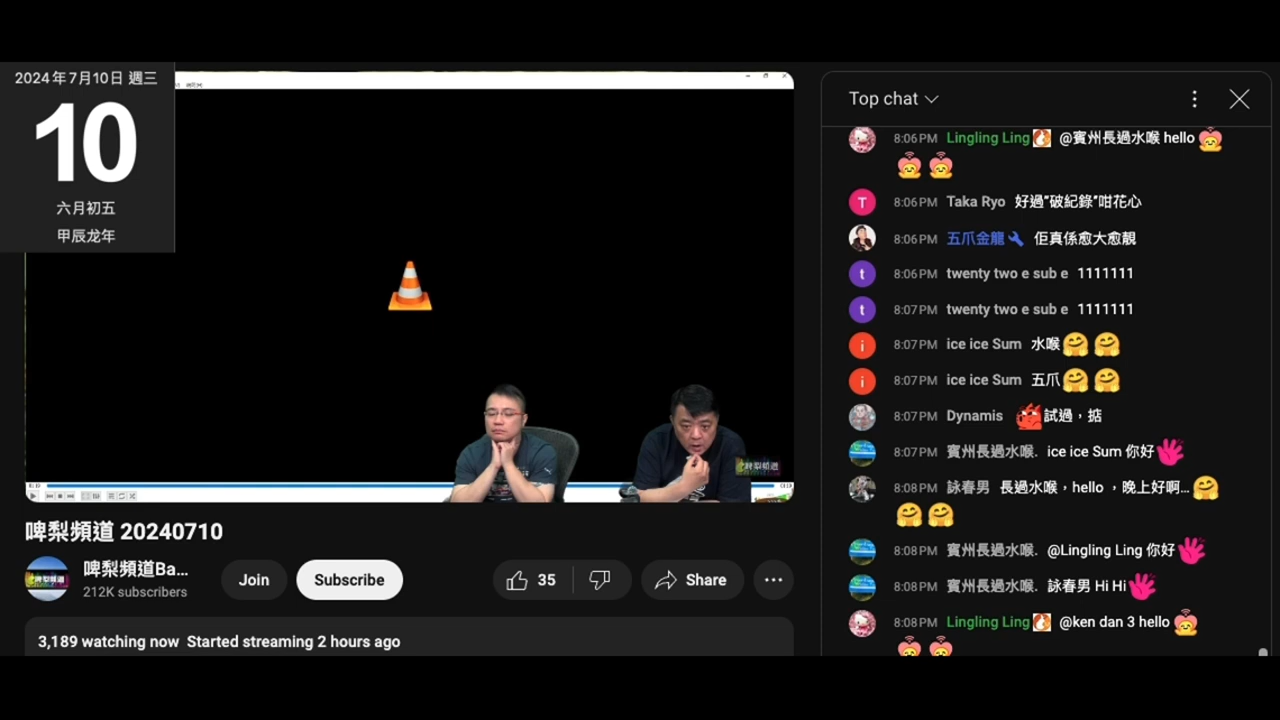 2024年7月10日 週三
10
六月初五
甲辰龙年
啤梨頻道
啤梨頻道 20240710
啤梨頻道Ba...
212K subscribers
Join
Subscribe
35
Share
3,189 watching now Started streaming 2 hours ago
Top chat
8:06 PM Lingling Ling @賓州長過水喉 hello
T 8:06 PM Taka Ryo 好過"破紀錄"咁花心
8:06 PM 五爪金龍 佢真係愈大愈靚
t 8:06 PM twenty two e sub e 1111111
t 8:07 PM twenty two e sub e 1111111
i 8:07 PM ice ice Sum 水喉
i 8:07 PM ice ice Sum 五爪
8:07 PM Dynamis 試過，掂
8:07 PM 賓州長過水喉. ice ice Sum 你好
8:08 PM 詠春男 長過水喉，hello ，晚上好啊...
8:08 PM 賓州長過水喉. @Lingling Ling 你好
8:08 PM 賓州長過水喉. 詠春男 Hi Hi
8:08 PM Lingling Ling @ken dan 3 hello